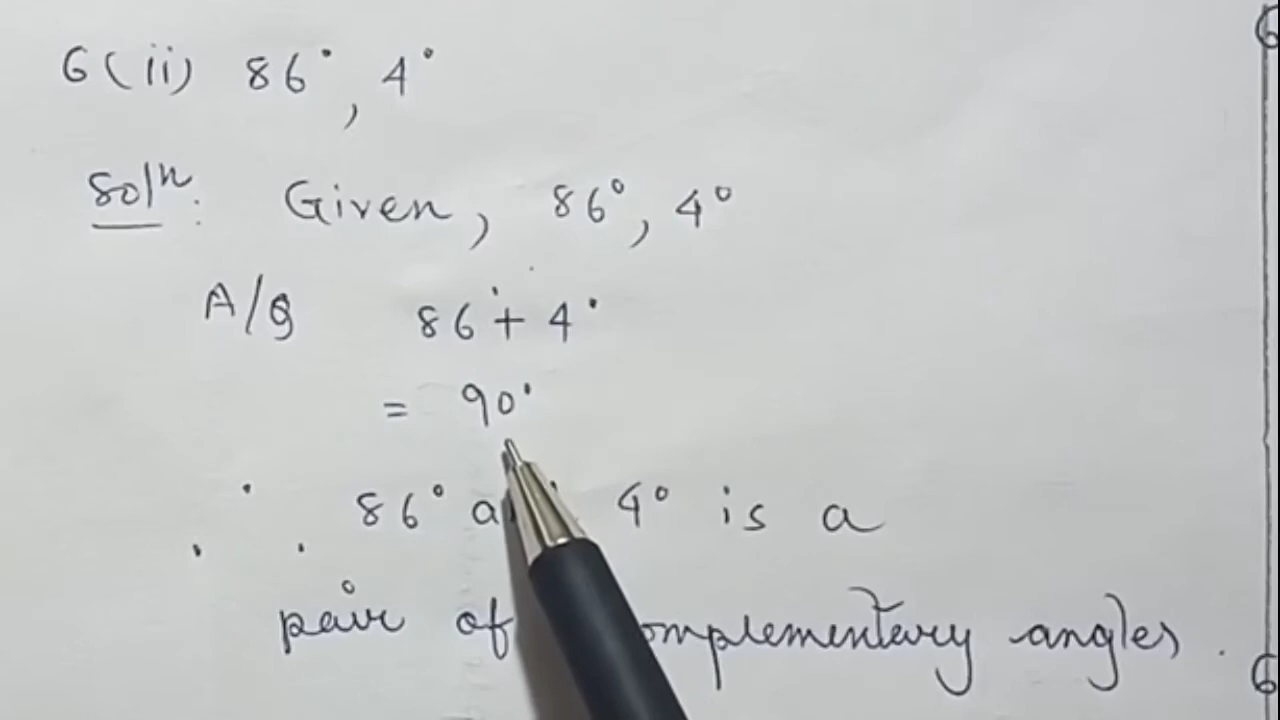 6(ii) 86°, 4°
Solⁿ: Given, 86°, 4°
A/Q 86°+ 4°
= 90°
∴ 86° 4° is a
pair of angles.